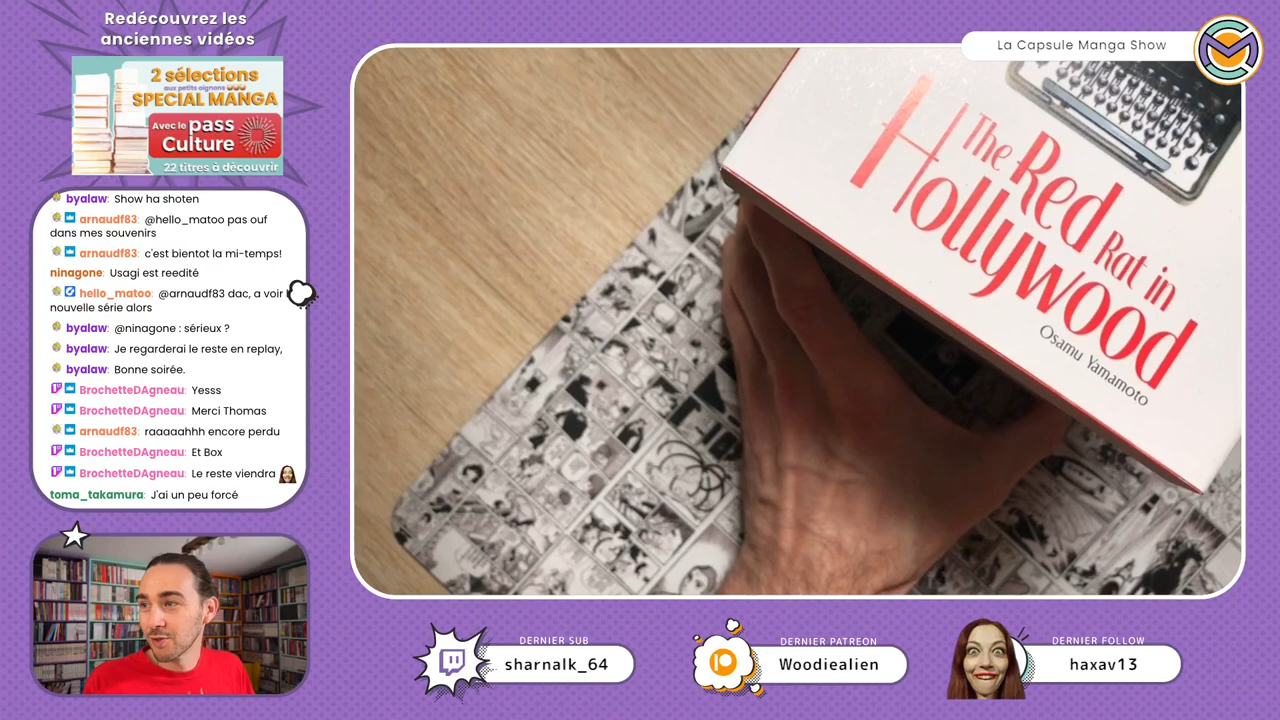 Redécouvrez les
anciennes vidéos
2 sélections
aux petits oignons
SPECIAL MANGA
Avec le pass
Culture
22 titres à découvrir
byalaw: Show ha shoten
arnaudf83: @hello_matoo pas ouf
dans mes souvenirs
arnaudf83: c'est bientot la mi-temps!
ninagone: Usagi est reedité
hello_matoo: @arnaudf83 dac, a voir
nouvelle série alors
byalaw: @ninagone : sérieux ?
byalaw: Je regarderai le reste en replay,
byalaw: Bonne soirée.
BrochetteDAgneau: Yesss
BrochetteDAgneau: Merci Thomas
arnaudf83: raaaaahhh encore perdu
BrochetteDAgneau: Et Box
BrochetteDAgneau: Le reste viendra
toma_takamura: J'ai un peu forcé
La Capsule Manga Show
The Red Rat in
Hollywood
Osamu Yamamoto
DERNIER SUB
sharnalk_64
DERNIER PATREON
Woodiealien
DERNIER FOLLOW
haxav13